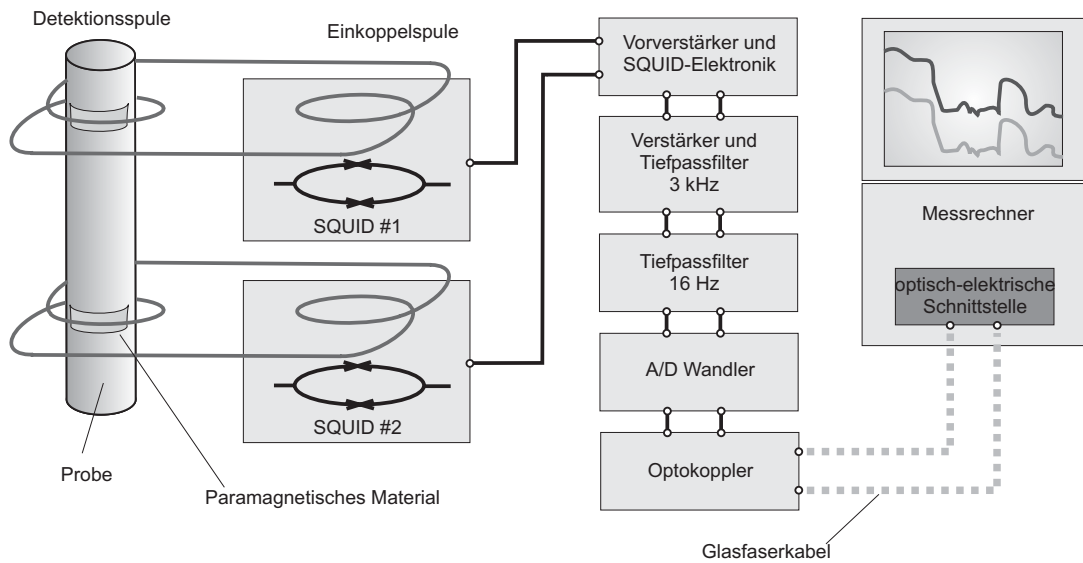 Detektionsspule
Einkoppelspule
SQUID #1
SQUID #2
Probe
Paramagnetisches Material
Vorverstärker und
SQUID-Elektronik
Verstärker und
Tiefpassfilter
3 kHz
Tiefpassfilter
16 Hz
A/D Wandler
Optokoppler
Glasfaserkabel
Messrechner
optisch-elektrische
Schnittstelle